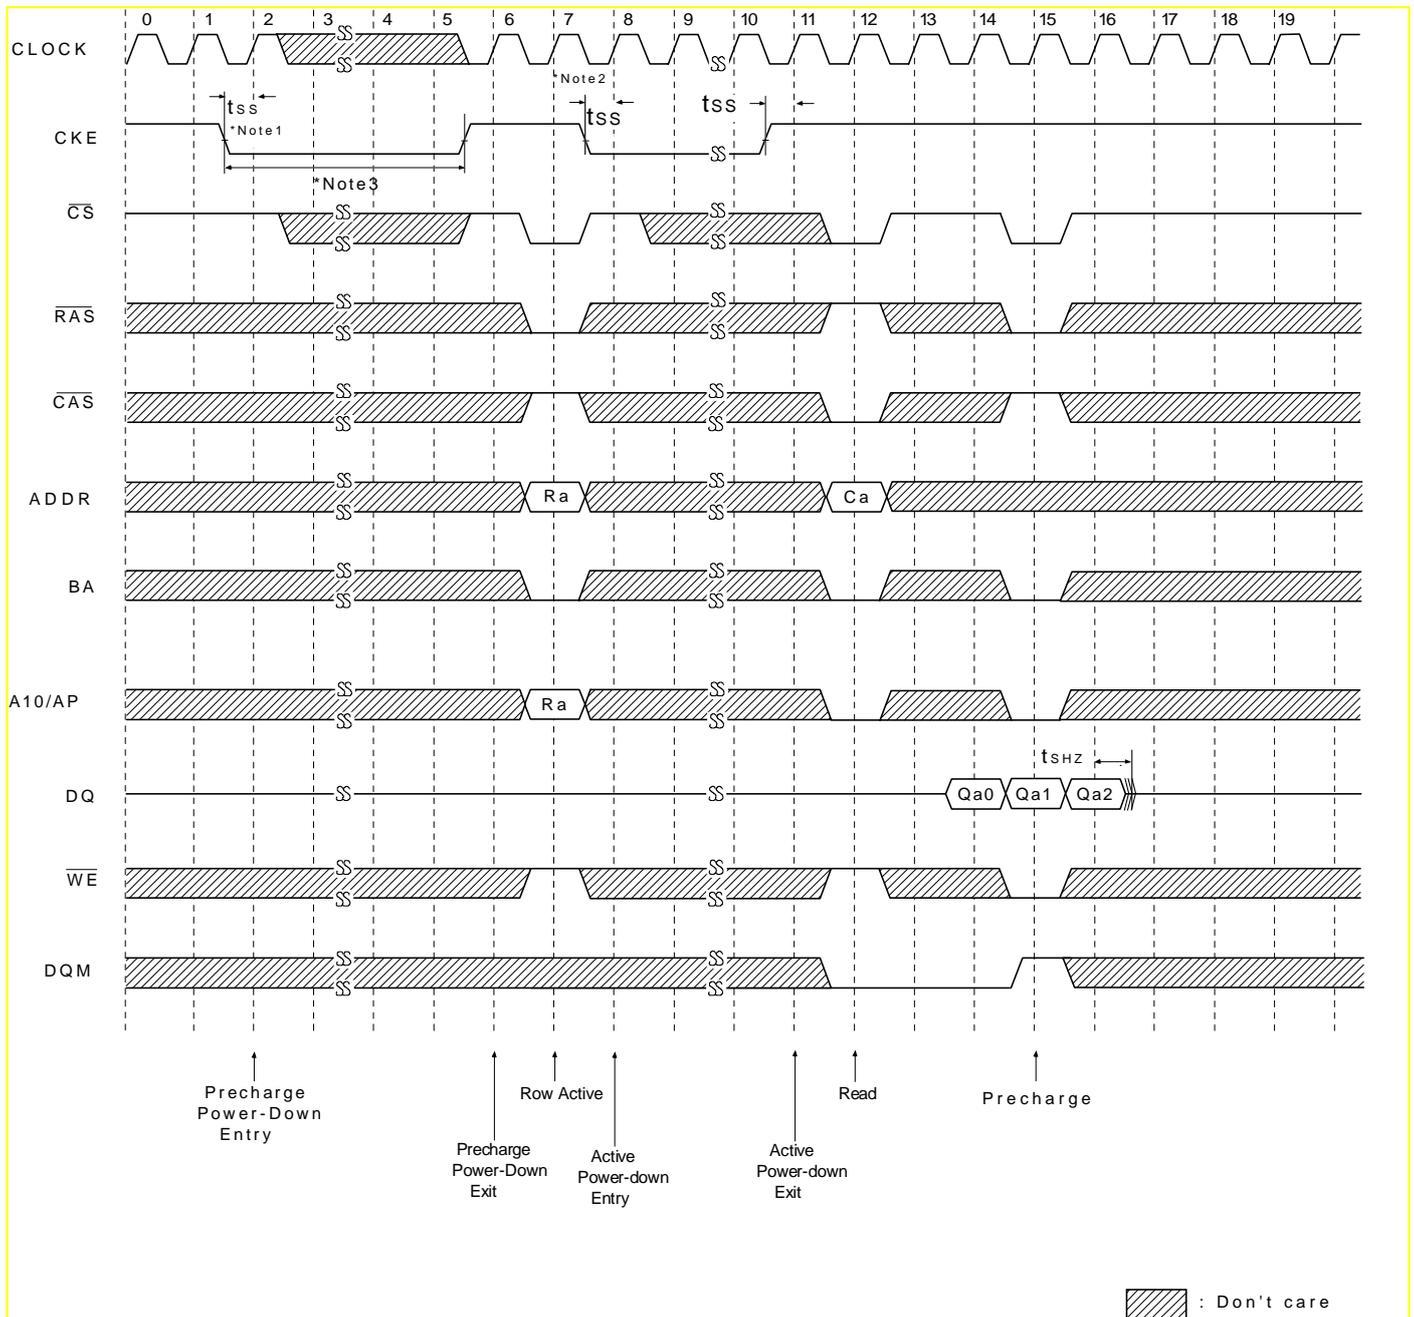 0 1 2 3 4 5 6 7 8 9 10 11 12 13 14 15 16 17 18 19
CLOCK
*Note2
tss
tss
tss
*Note1
CKE
*Note3
CS
RAS
CAS
ADDR
Ra
Ca
BA
A10/AP
Ra
tSHZ
DQ
Qa0
Qa1
Qa2
WE
DQM
Precharge
Power-Down
Entry
Row Active
Read
Precharge
Precharge
Power-Down
Exit
Active
Power-down
Entry
Active
Power-down
Exit
: Don't care